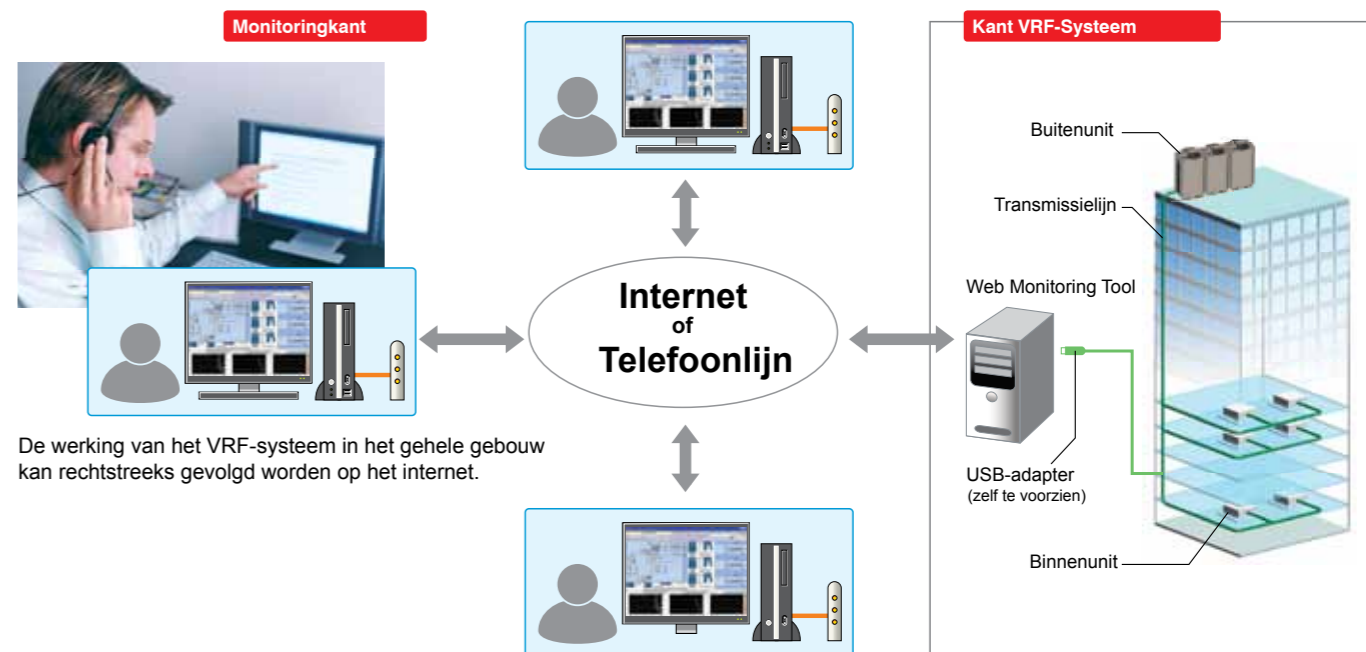 Monitoringkant
Kant VRF-Systeem
Buitenunit
Transmissielijn
Web Monitoring Tool
Internet
of
Telefoonlijn
De werking van het VRF-systeem in het gehele gebouw
kan rechtstreeks gevolgd worden op het internet.
USB-adapter
(zelf te voorzien)
Binnenunit